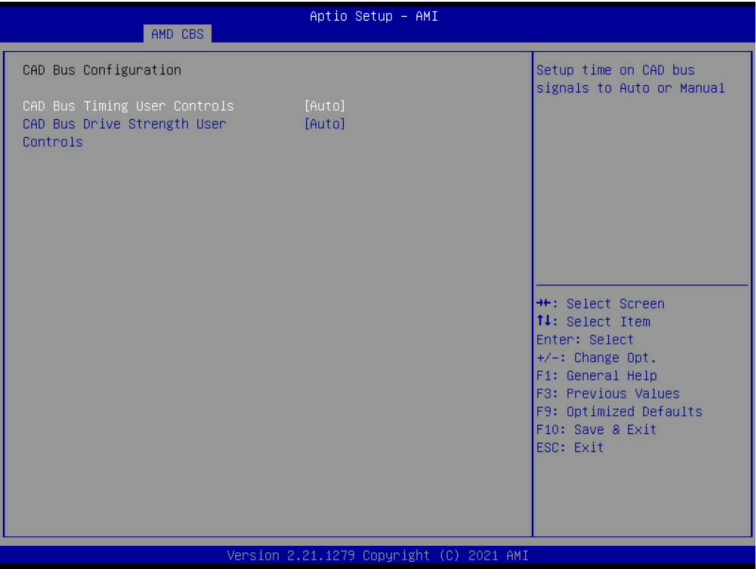 Aptio Setup – AMI
AMD CBS
CAD Bus Configuration
CAD Bus Timing User Controls [Auto]
CAD Bus Drive Strength User [Auto]
Controls
Setup time on CAD bus
signals to Auto or Manual
→←: Select Screen
↑↓: Select Item
Enter: Select
+/-: Change Opt.
F1: General Help
F3: Previous Values
F9: Optimized Defaults
F10: Save & Exit
ESC: Exit
Version 2.21.1279 Copyright (C) 2021 AMI